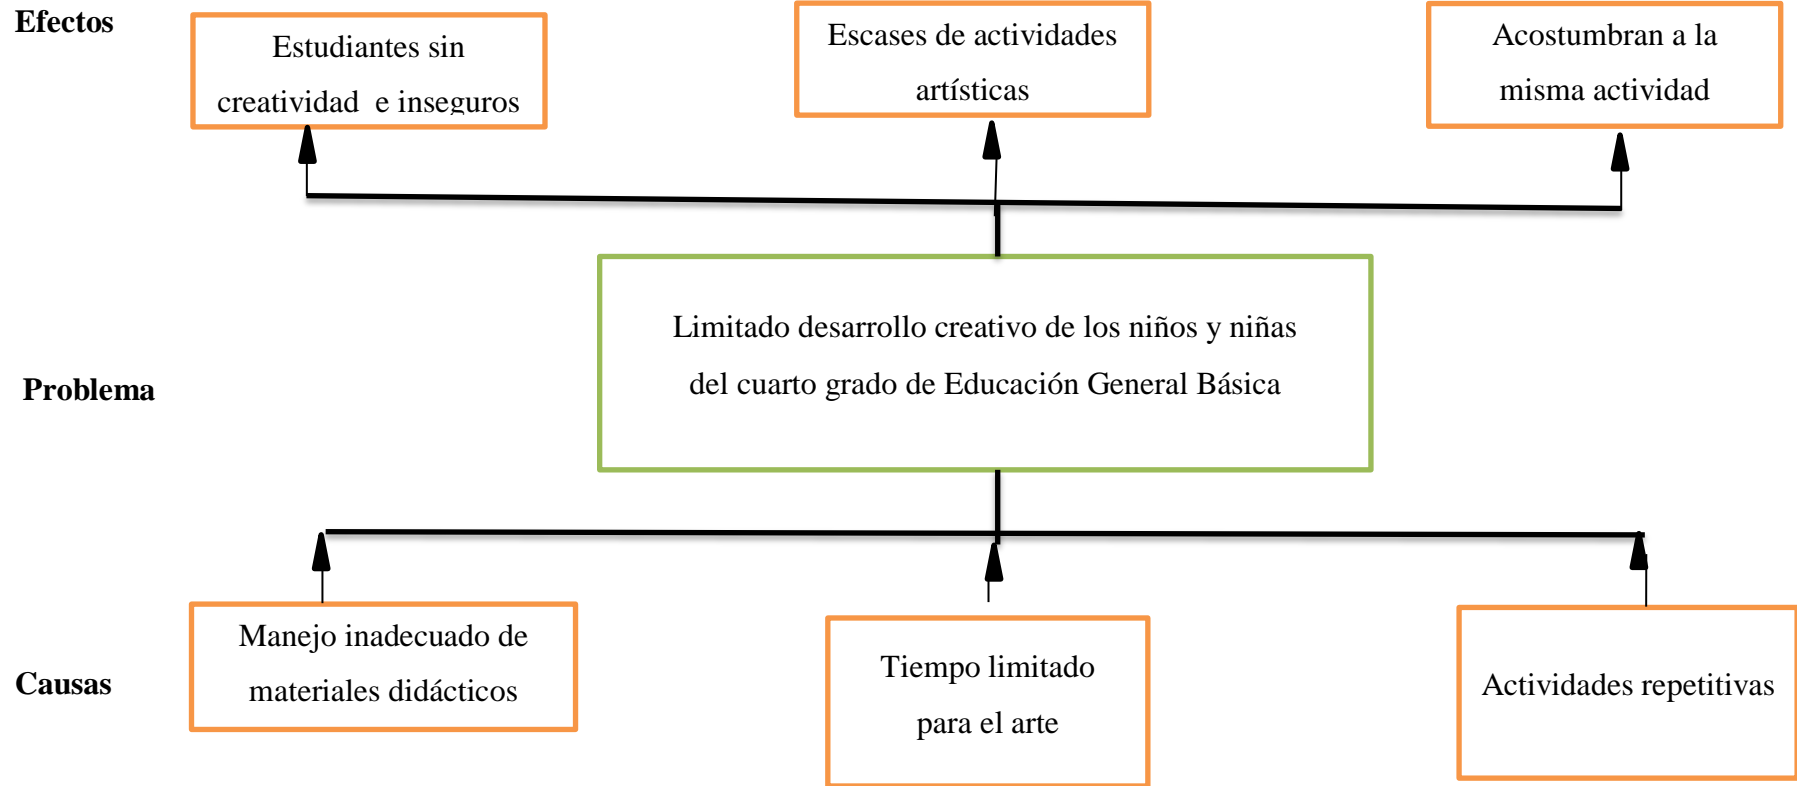 Efectos
Estudiantes sin
creatividad e inseguros
Escases de actividades
artísticas
Acostumbran a la
misma actividad
Problema
Limitado desarrollo creativo de los niños y niñas
del cuarto grado de Educación General Básica
Causas
Manejo inadecuado de
materiales didácticos
Tiempo limitado
para el arte
Actividades repetitivas